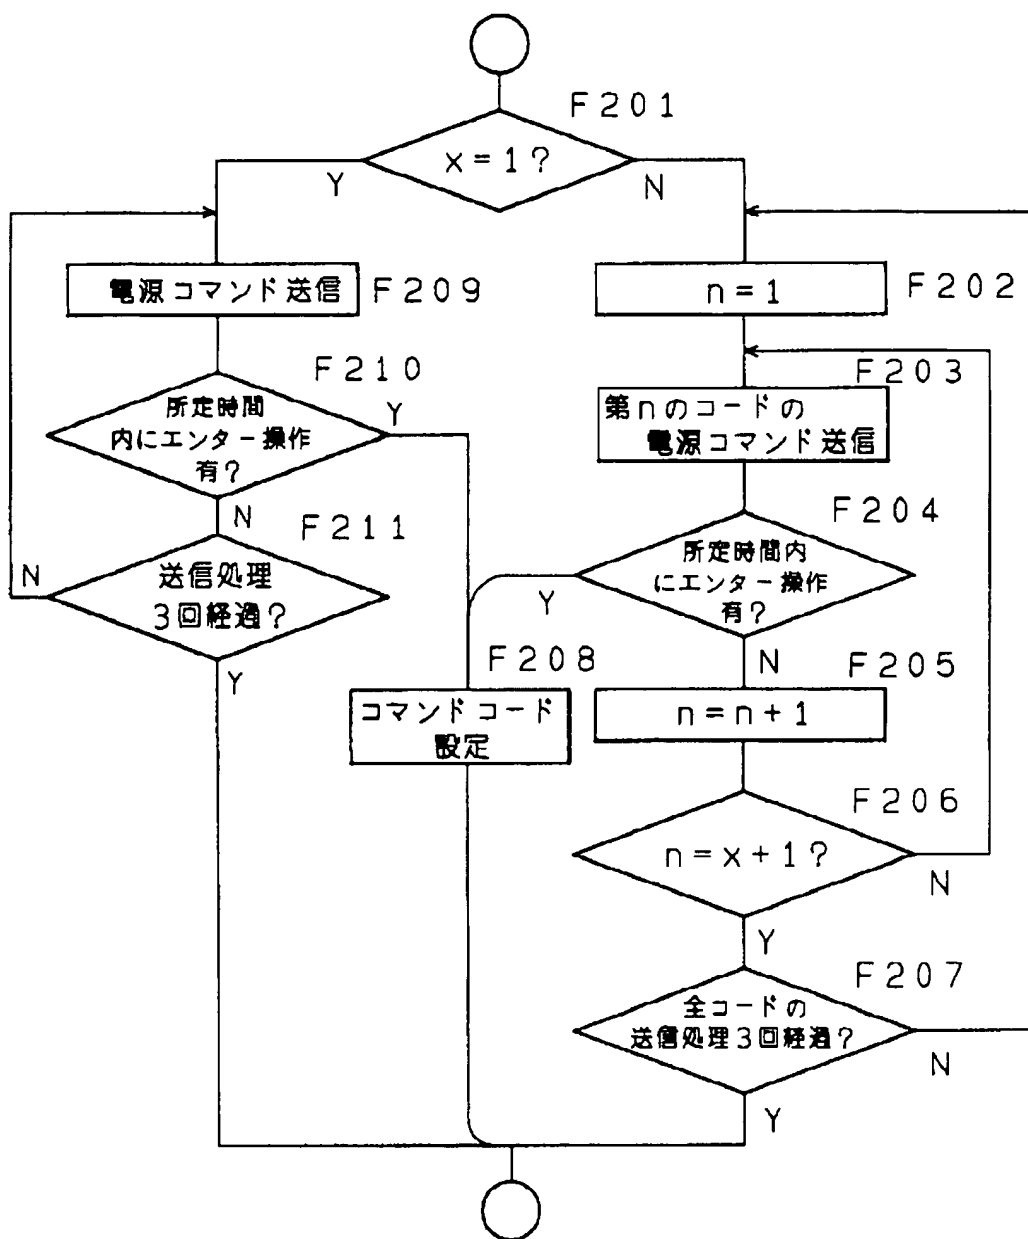 F201
x=1?
Y
N
電源コマンド送信
F209
n=1
F202
F210
所定時間
内にエンター操作
有?
Y
N
F203
第nのコードの
電源コマンド送信
F211
送信処理
3回経過?
N
Y
F204
所定時間内
にエンター操作
有?
Y
N
F208
コマンドコード
設定
F205
n=n+1
F206
n=x+1?
N
Y
F207
全コードの
送信処理3回経過?
N
Y